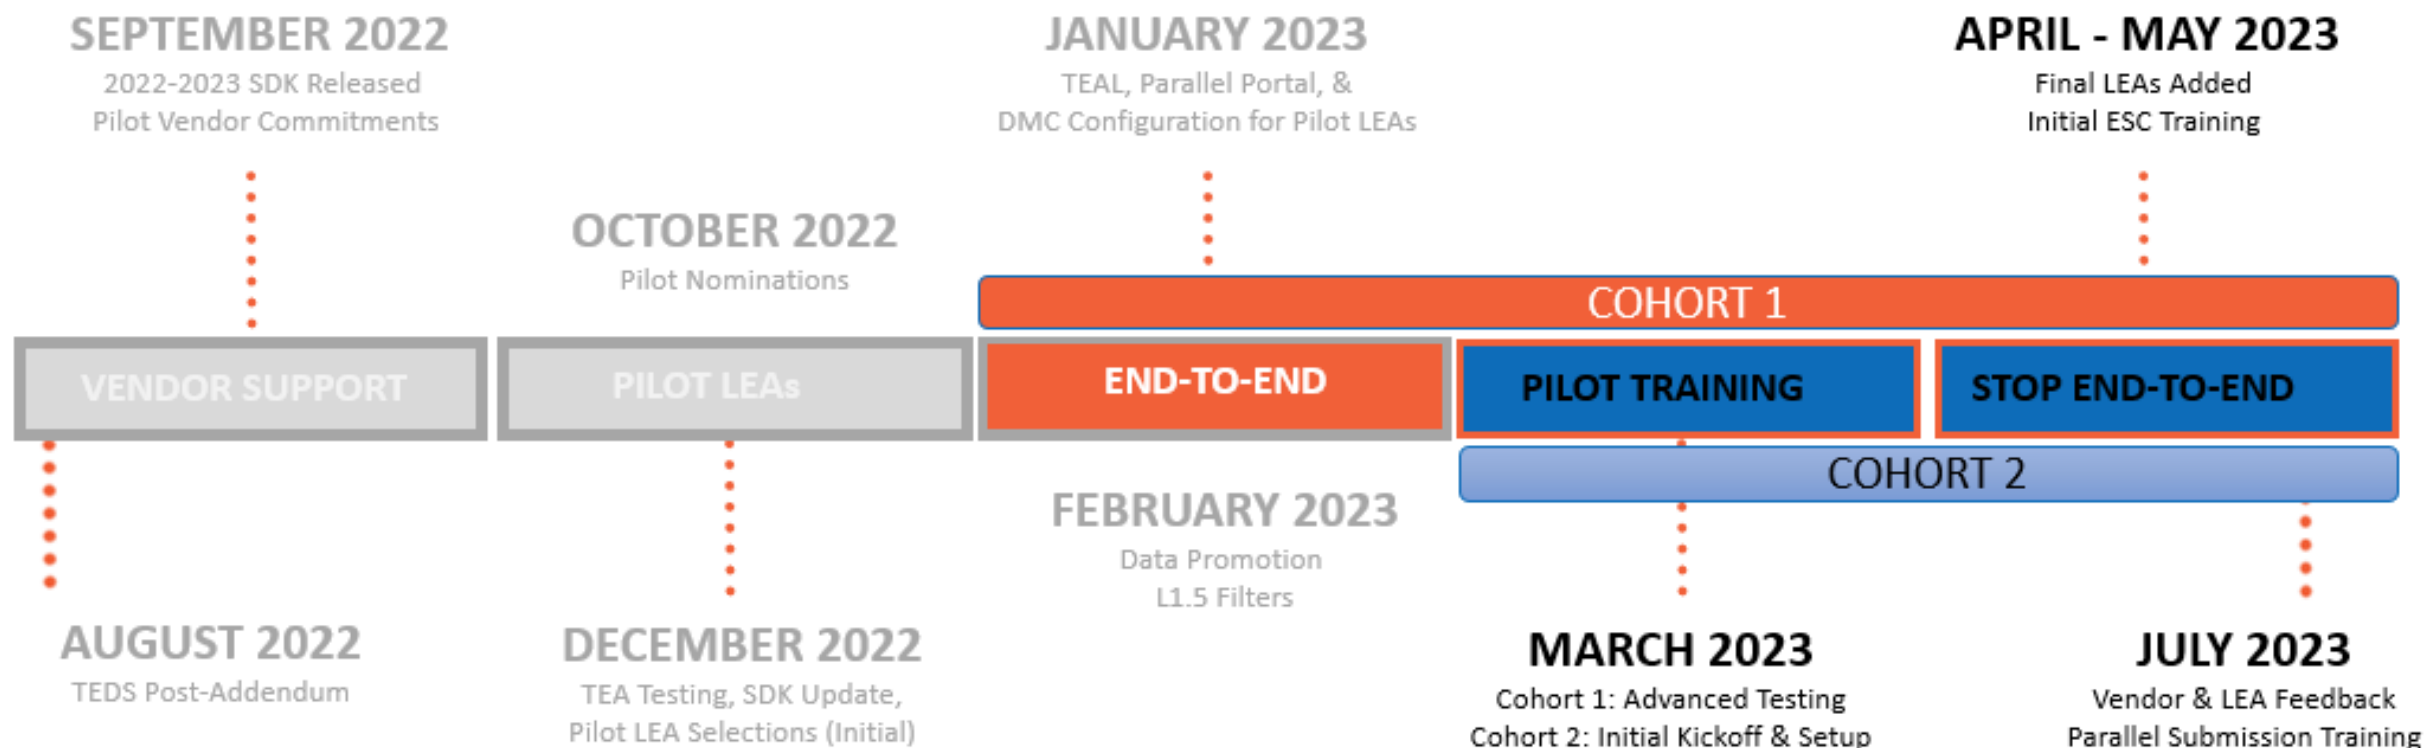 SEPTEMBER 2022
2022-2023 SDK Released
Pilot Vendor Commitments
JANUARY 2023
TEAL, Parallel Portal, &
DMC Configuration for Pilot LEAs
APRIL - MAY 2023
Final LEAs Added
Initial ESC Training
OCTOBER 2022
Pilot Nominations
COHORT 1
VENDOR SUPPORT
PILOT LEAs
END-TO-END
PILOT TRAINING
STOP END-TO-END
COHORT 2
FEBRUARY 2023
Data Promotion
L1.5 Filters
AUGUST 2022
TEDS Post-Addendum
DECEMBER 2022
TEA Testing, SDK Update,
Pilot LEA Selections (Initial)
MARCH 2023
Cohort 1: Advanced Testing
Cohort 2: Initial Kickoff & Setup
JULY 2023
Vendor & LEA Feedback
Parallel Submission Training